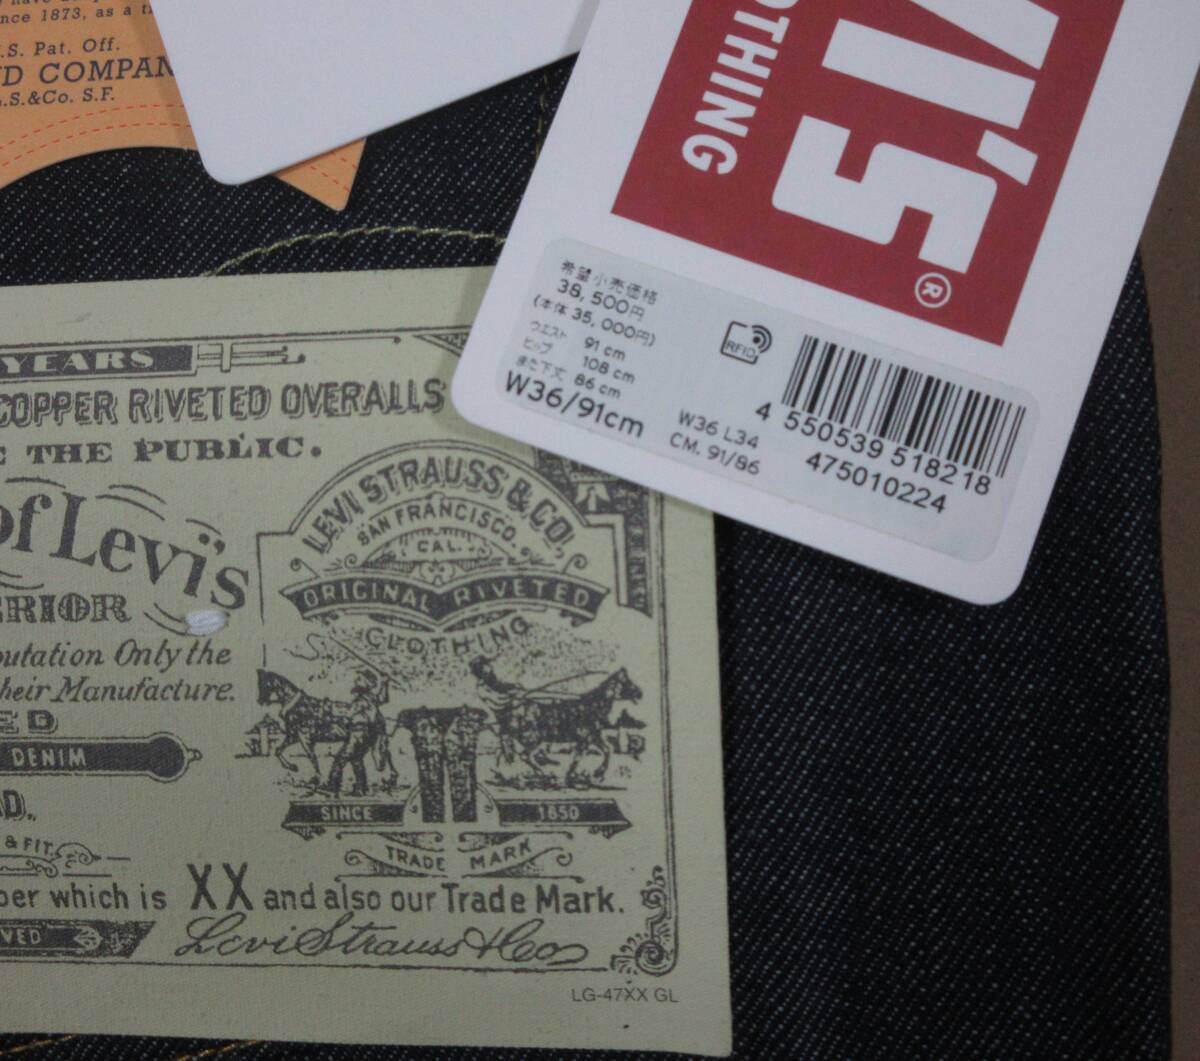 since 1873, as a
U.S. Pat. Off.
COMPAN
L.S.&Co. S.F.
VI'S®
OTHING
希望小売価格
38,500円
(本体 35,000円)
ウエスト 91 cm
ヒップ 108 cm
また下丈 86 cm
W36/91cm
RFID
W36 L34
CM. 91/86
4 550539 518218
475010224
YEARS
COPPER RIVETED OVERALLS
THE PUBLIC.
of Levi's
ERIOR
putation Only the
heir Manufacture.
ED
DENIM
& FIT
ber which is XX and also our Trade Mark.
VED
Levi Strauss & Co
LEVI STRAUSS & CO.
SAN FRANCISCO.
CAL.
ORIGINAL RIVETED
CLOTHING
SINCE 1850
TRADE MARK
LG-47XX GL